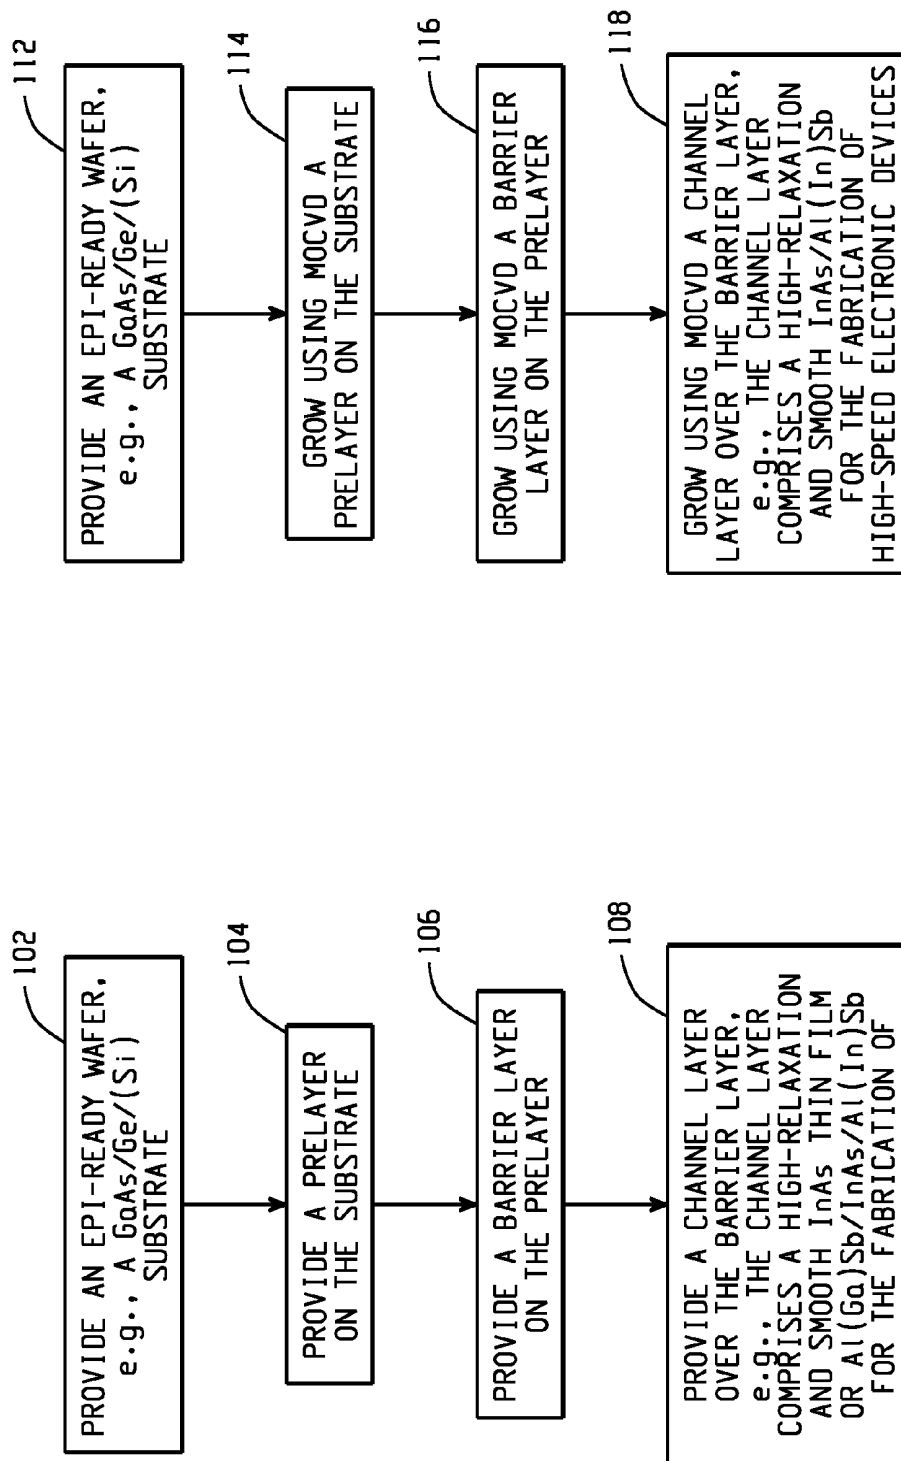 102
PROVIDE AN EPI-READY WAFER,
e.g., A GaAs/Ge/(Si)
SUBSTRATE
104
PROVIDE A PRELAYER
ON THE SUBSTRATE
106
PROVIDE A BARRIER LAYER
ON THE PRELAYER
108
PROVIDE A CHANNEL LAYER
OVER THE BARRIER LAYER,
e.g., THE CHANNEL LAYER
COMPRISES A HIGH-RELAXATION
AND SMOOTH InAs THIN FILM
OR Al(Ga)Sb/InAs/Al(In)Sb
FOR THE FABRICATION OF
112
PROVIDE AN EPI-READY WAFER,
e.g., A GaAs/Ge/(Si)
SUBSTRATE
114
GROW USING MOCVD A
PRELAYER ON THE SUBSTRATE
116
GROW USING MOCVD A BARRIER
LAYER ON THE PRELAYER
118
GROW USING MOCVD A CHANNEL
LAYER OVER THE BARRIER LAYER,
e.g., THE CHANNEL LAYER
COMPRISES A HIGH-RELAXATION
AND SMOOTH InAs/Al(In)Sb
FOR THE FABRICATION OF
HIGH-SPEED ELECTRONIC DEVICES